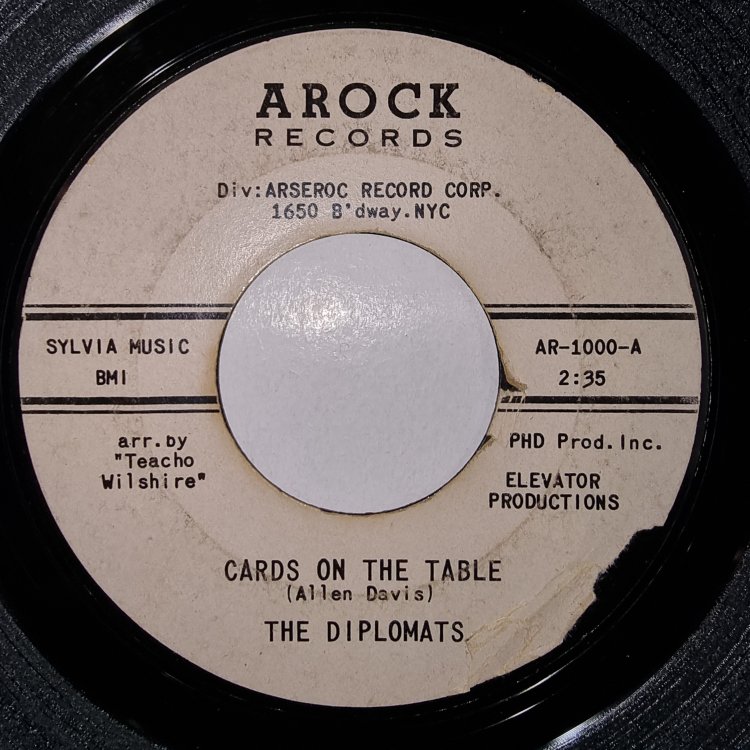 AROCK
RECORDS
Div:ARSEROC RECORD CORP.
1650 B'dway.NYC
SYLVIA MUSIC
BMI
AR-1000-A
2:35
arr.by
"Teacho
Wilshire"
PHD Prod.Inc.
ELEVATOR
PRODUCTIONS
CARDS ON THE TABLE
(Allen Davis)
THE DIPLOMATS